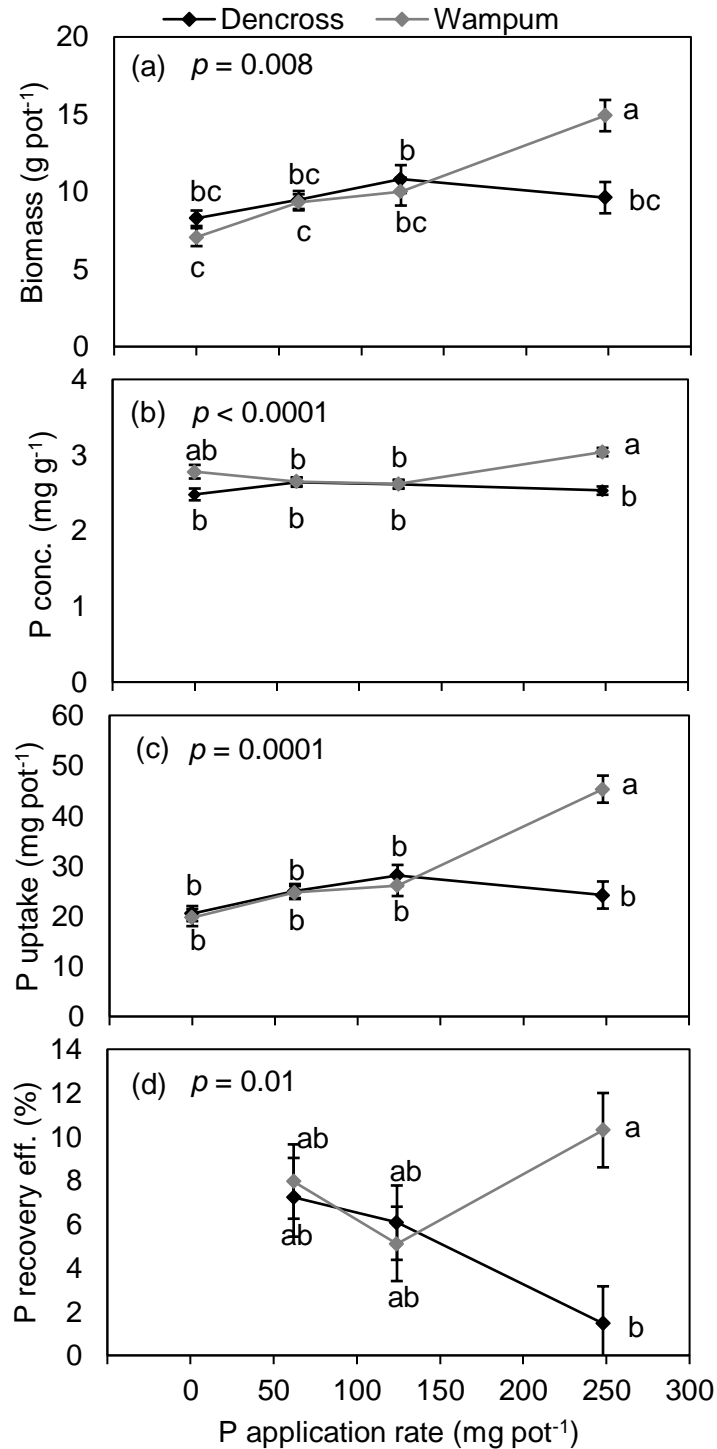 Dencross Wampum
(a) p = 0.008
Biomass (g pot⁻¹)
20
15
10
5
0
bc
bc
b
a
c
c
bc
bc
(b) p < 0.0001
P conc. (mg g⁻¹)
4
3
2
1
0
ab
b
b
a
b
b
b
b
(c) p = 0.0001
P uptake (mg pot⁻¹)
60
50
40
30
20
10
0
b
b
b
a
b
b
b
b
(d) p = 0.01
P recovery eff. (%)
14
12
10
8
6
4
2
0
ab
ab
a
ab
ab
b
0 50 100 150 200 250 300
P application rate (mg pot⁻¹)